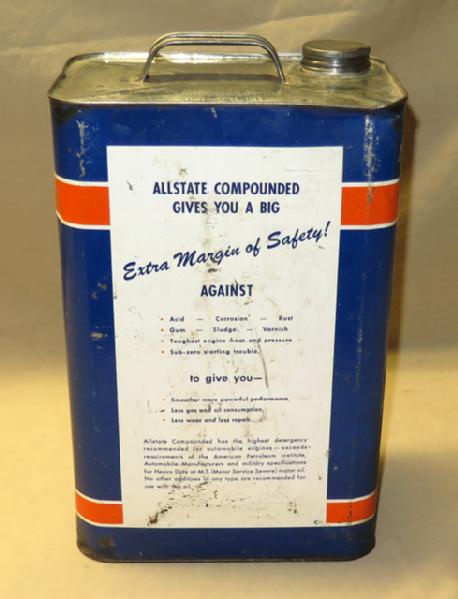 ALLSTATE COMPOUNDED
GIVES YOU A BIG
Extra Margin of Safety!
AGAINST
• Acid — Corrosion — Rust
• Gum — Sludge — Varnish
• Toughest engine heat and pressure
• Sub-zero starting trouble.
to give you—
• Smoother more powerful performance,
• Less gas and oil consumption,
• Less wear and less repair.
Allstate Compounded has the highest detergency
recommended for automobile engines — exceeds
requirements of the American Petroleum Institute,
Automobile Manufacturers and military specifications
for Heavy Duty or M.S. (Motor Service Severe) motor oil.
No other additives of any type are recommended for
use with this oil.